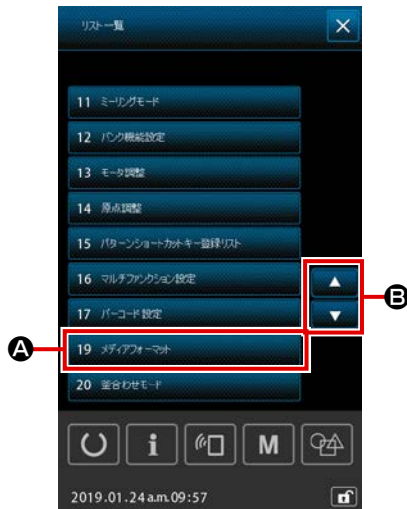 リスト一覧
11 ミーリングモード
12 バンク機能設定
13 モータ調整
14 原点調整
15 パターンショートカットキー登録リスト
16 マルチファンクション設定
17 バーコード設定
19 メディアフォーマット
20 釜合わせモード
A
B
i
M
2019.01.24 a.m.09:57